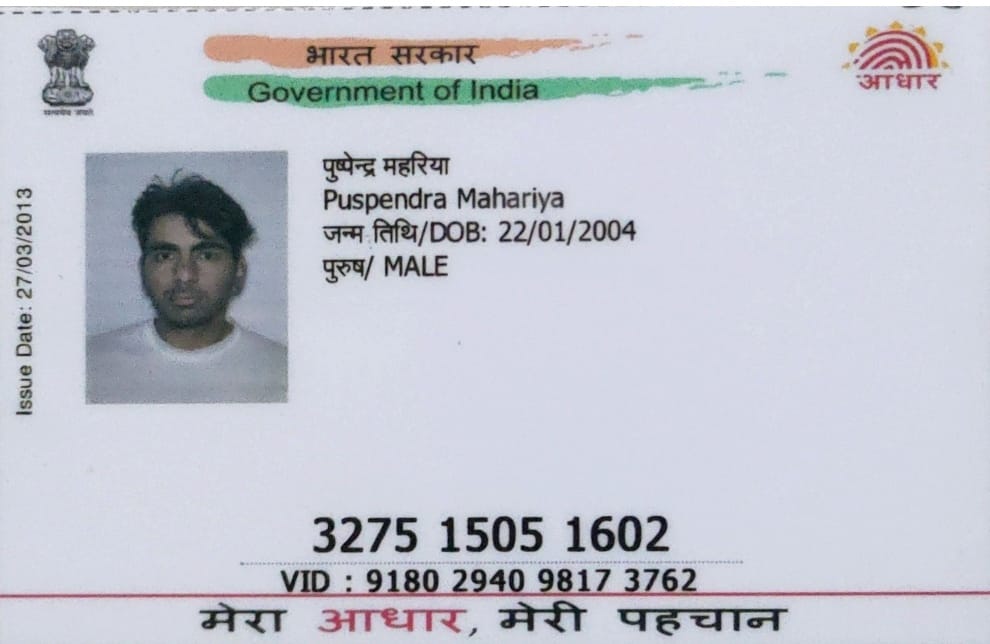 भारत सरकार
Government of India
सत्यमेव जयते
आधार
Issue Date: 27/03/2013
पुष्पेन्द्र महरिया
Puspendra Mahariya
जन्म तिथि/DOB: 22/01/2004
पुरुष/ MALE
3275 1505 1602
VID : 9180 2940 9817 3762
मेरा आधार, मेरी पहचान